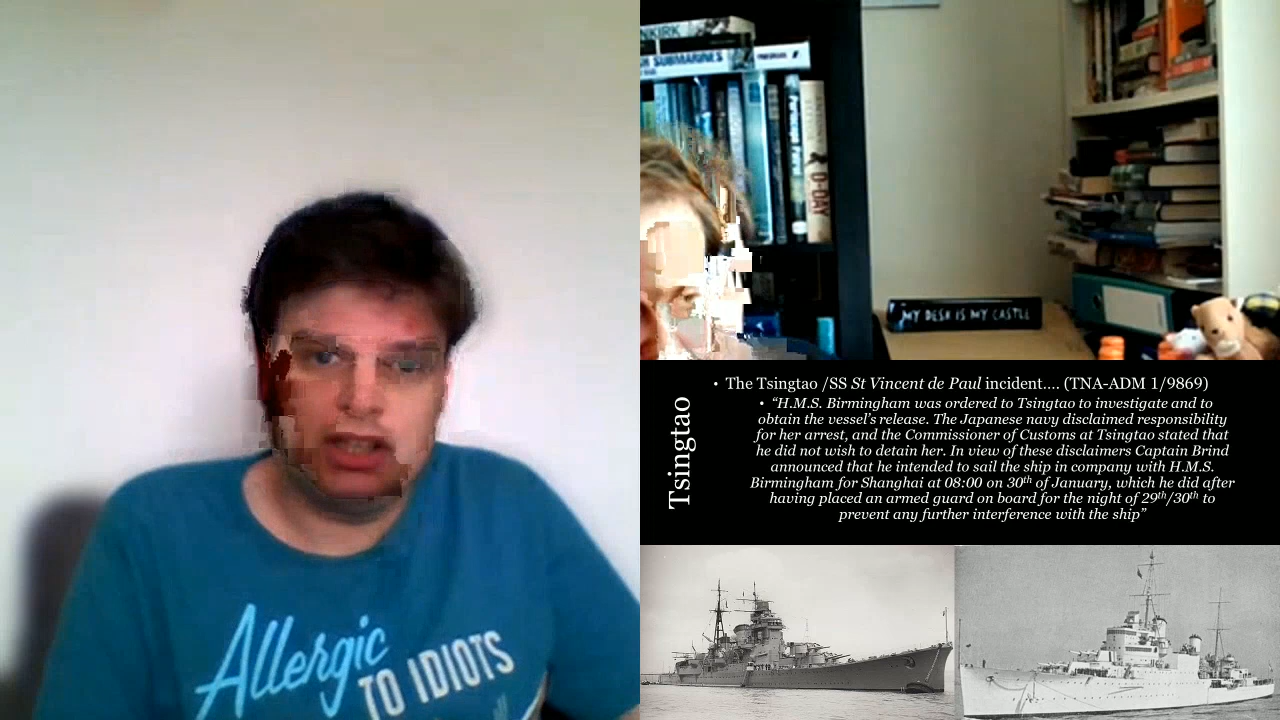 Allergic
TO IDIOTS
NKIRK
SUBMARINES
D-DAY
MY DESK IS MY CASTLE
Tsingtao
• The Tsingtao /SS St Vincent de Paul incident…. (TNA-ADM 1/9869)
• “H.M.S. Birmingham was ordered to Tsingtao to investigate and to
obtain the vessel’s release. The Japanese navy disclaimed responsibility
for her arrest, and the Commissioner of Customs at Tsingtao stated that
he did not wish to detain her. In view of these disclaimers Captain Brind
announced that he intended to sail the ship in company with H.M.S.
Birmingham for Shanghai at 08:00 on 30th of January, which he did after
having placed an armed guard on board for the night of 29th/30th to
prevent any further interference with the ship”